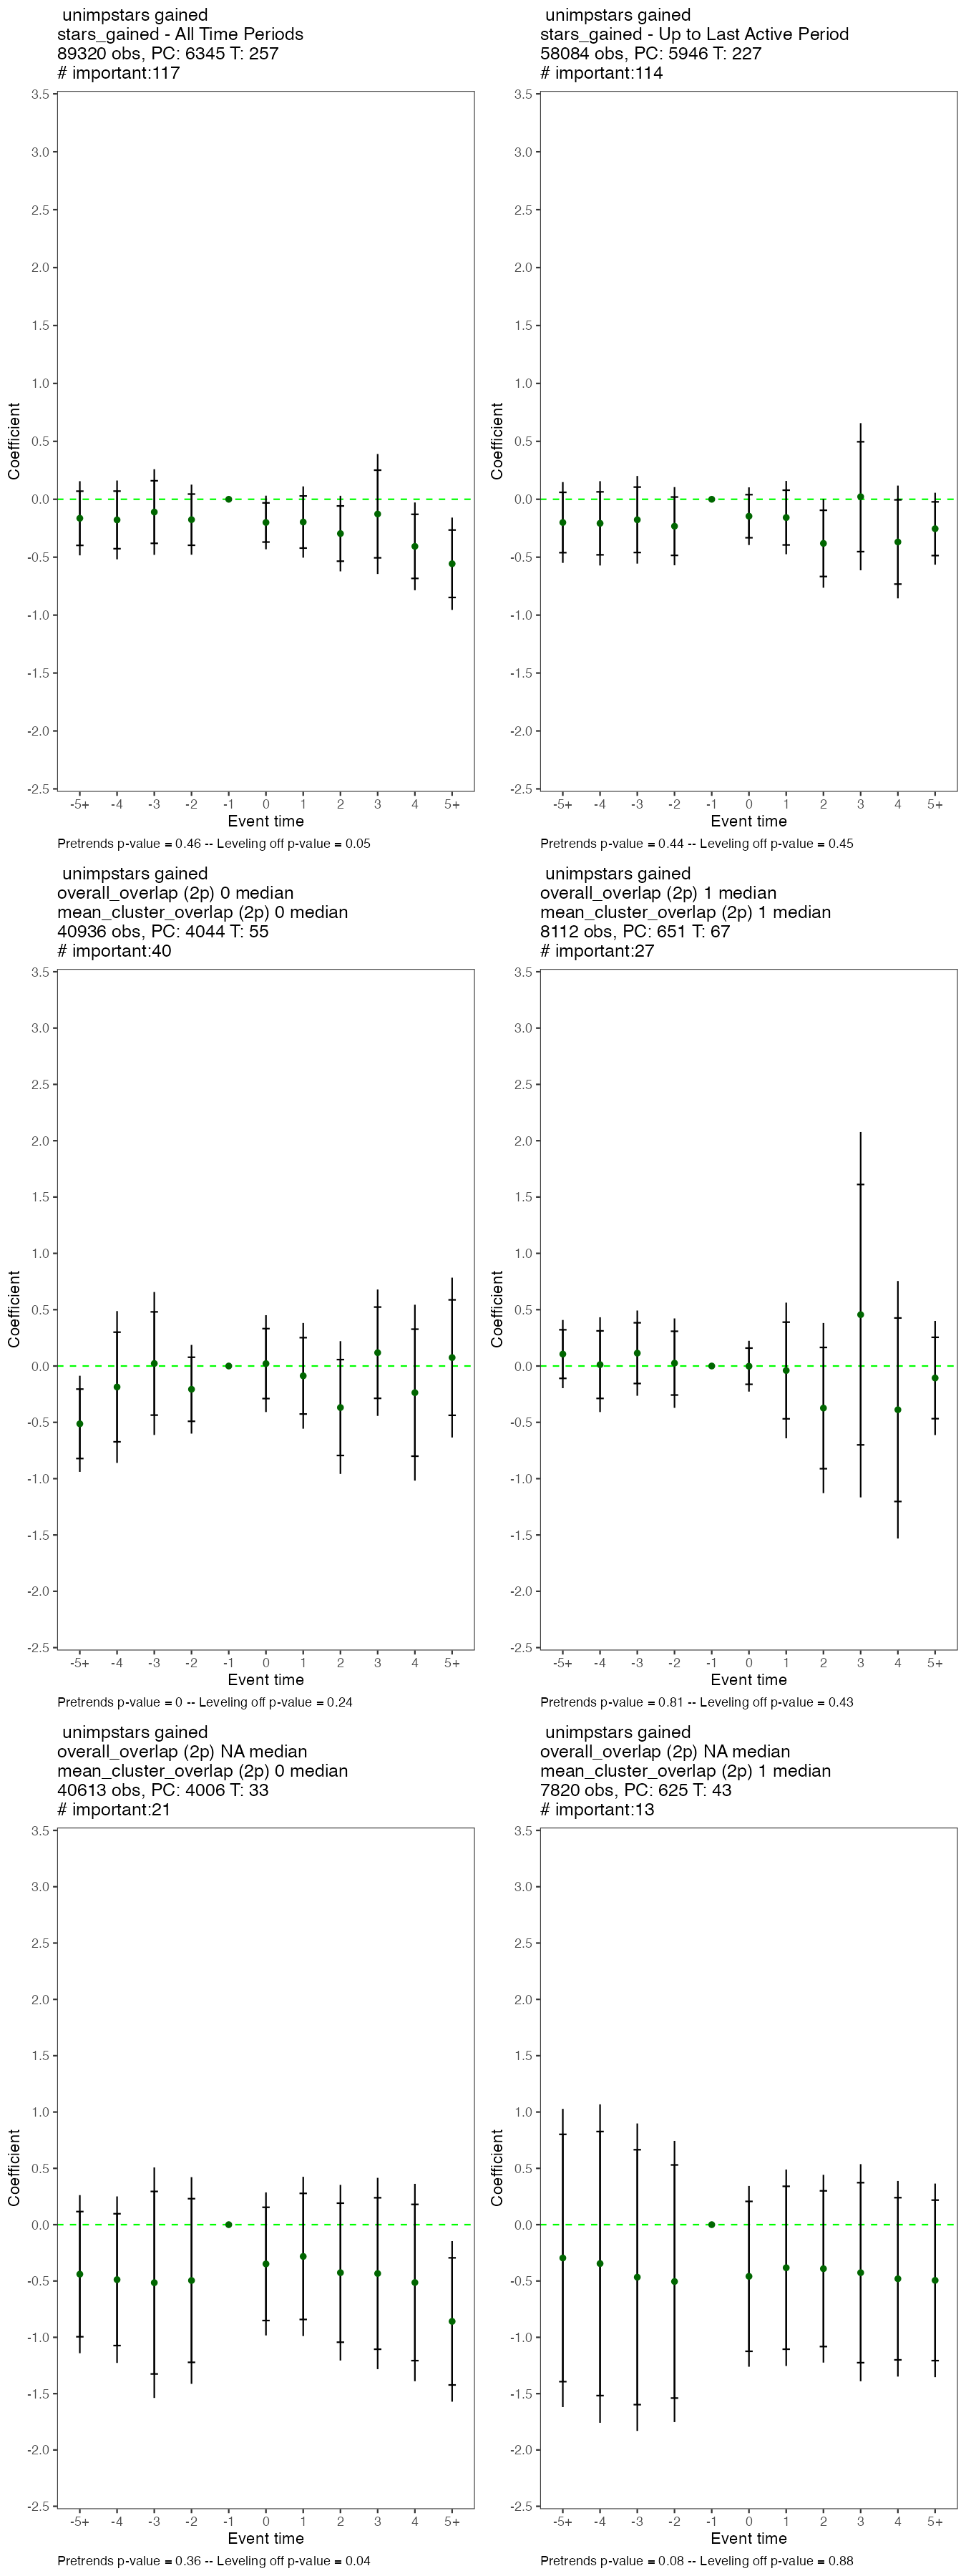 unimpstars gained
stars_gained - All Time Periods
89320 obs, PC: 6345 T: 257
# important:117
3.5
3.0
2.5
2.0
1.5
1.0
0.5
0.0
-0.5
-1.0
-1.5
-2.0
-2.5
Coefficient
-5+ -4 -3 -2 -1 0 1 2 3 4 5+
Event time
Pretrends p-value = 0.46 -- Leveling off p-value = 0.05
unimpstars gained
stars_gained - Up to Last Active Period
58084 obs, PC: 5946 T: 227
# important:114
3.5
3.0
2.5
2.0
1.5
1.0
0.5
0.0
-0.5
-1.0
-1.5
-2.0
-2.5
Coefficient
-5+ -4 -3 -2 -1 0 1 2 3 4 5+
Event time
Pretrends p-value = 0.44 -- Leveling off p-value = 0.45
unimpstars gained
overall_overlap (2p) 0 median
mean_cluster_overlap (2p) 0 median
40936 obs, PC: 4044 T: 55
# important:40
3.5
3.0
2.5
2.0
1.5
1.0
0.5
0.0
-0.5
-1.0
-1.5
-2.0
-2.5
Coefficient
-5+ -4 -3 -2 -1 0 1 2 3 4 5+
Event time
Pretrends p-value = 0 -- Leveling off p-value = 0.24
unimpstars gained
overall_overlap (2p) 1 median
mean_cluster_overlap (2p) 1 median
8112 obs, PC: 651 T: 67
# important:27
3.5
3.0
2.5
2.0
1.5
1.0
0.5
0.0
-0.5
-1.0
-1.5
-2.0
-2.5
Coefficient
-5+ -4 -3 -2 -1 0 1 2 3 4 5+
Event time
Pretrends p-value = 0.81 -- Leveling off p-value = 0.43
unimpstars gained
overall_overlap (2p) NA median
mean_cluster_overlap (2p) 0 median
40613 obs, PC: 4006 T: 33
# important:21
3.5
3.0
2.5
2.0
1.5
1.0
0.5
0.0
-0.5
-1.0
-1.5
-2.0
-2.5
Coefficient
-5+ -4 -3 -2 -1 0 1 2 3 4 5+
Event time
Pretrends p-value = 0.36 -- Leveling off p-value = 0.04
unimpstars gained
overall_overlap (2p) NA median
mean_cluster_overlap (2p) 1 median
7820 obs, PC: 625 T: 43
# important:13
3.5
3.0
2.5
2.0
1.5
1.0
0.5
0.0
-0.5
-1.0
-1.5
-2.0
-2.5
Coefficient
-5+ -4 -3 -2 -1 0 1 2 3 4 5+
Event time
Pretrends p-value = 0.08 -- Leveling off p-value = 0.88